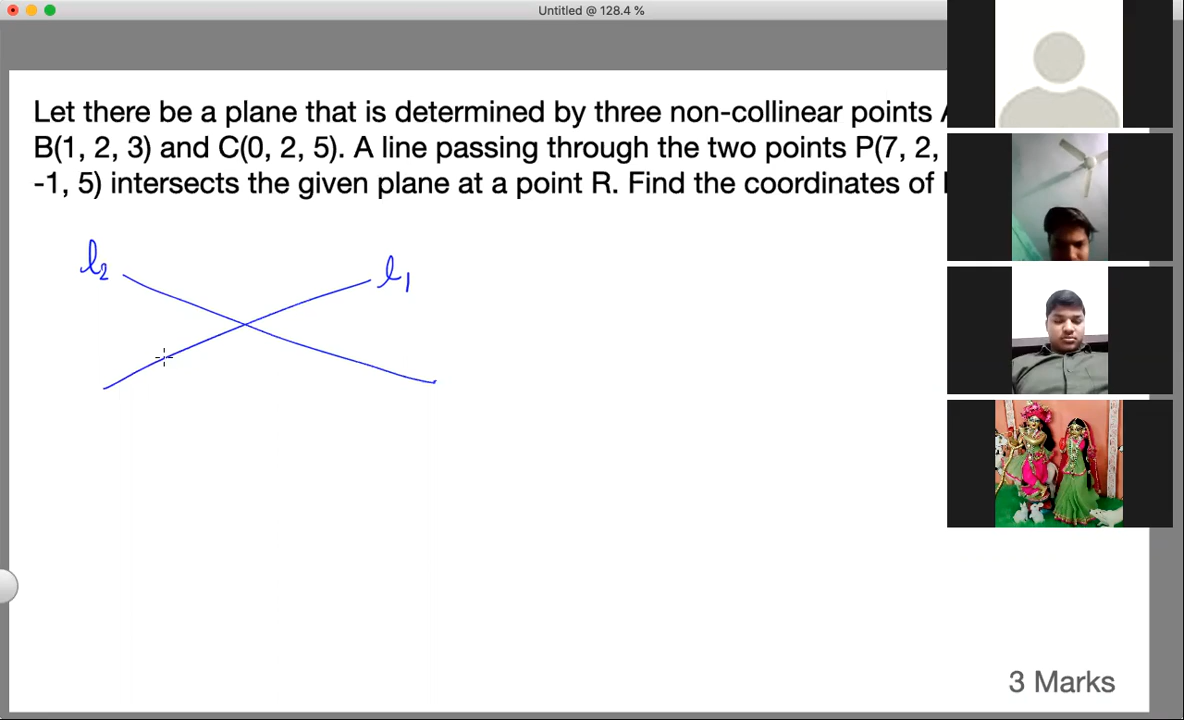 Untitled @ 128.4 %
Let there be a plane that is determined by three non-collinear points
B(1, 2, 3) and C(0, 2, 5). A line passing through the two points P(7, 2,
-1, 5) intersects the given plane at a point R. Find the coordinates of
l₂
l₁
3 Marks